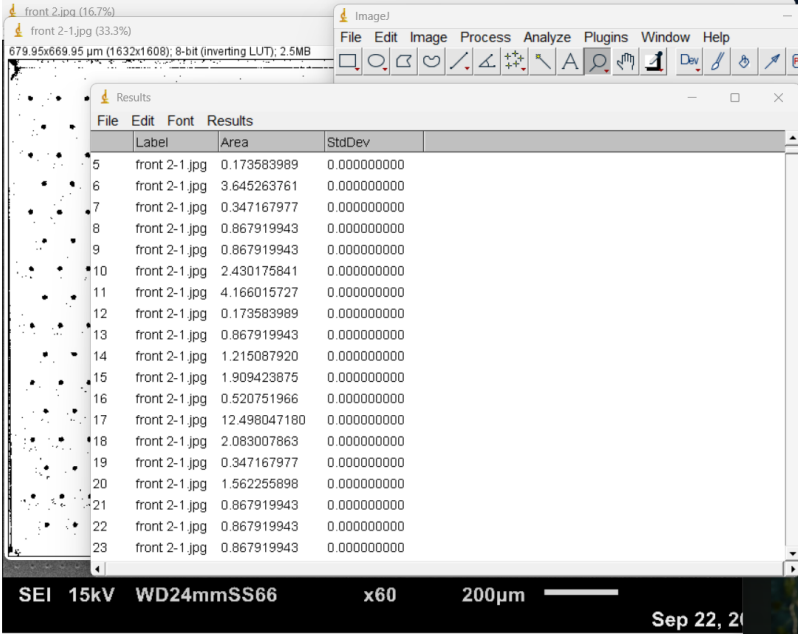 front 2.jpg (16.7%)
front 2-1.jpg (33.3%)
679.95x669.95 µm (1632x1608); 8-bit (inverting LUT); 2.5MB
ImageJ
File Edit Image Process Analyze Plugins Window Help
A Dev
Results
File Edit Font Results
Label Area StdDev
5 front 2-1.jpg 0.173583989 0.000000000
6 front 2-1.jpg 3.645263761 0.000000000
7 front 2-1.jpg 0.347167977 0.000000000
8 front 2-1.jpg 0.867919943 0.000000000
9 front 2-1.jpg 0.867919943 0.000000000
10 front 2-1.jpg 2.430175841 0.000000000
11 front 2-1.jpg 4.166015727 0.000000000
12 front 2-1.jpg 0.173583989 0.000000000
13 front 2-1.jpg 0.867919943 0.000000000
14 front 2-1.jpg 1.215087920 0.000000000
15 front 2-1.jpg 1.909423875 0.000000000
16 front 2-1.jpg 0.520751966 0.000000000
17 front 2-1.jpg 12.498047180 0.000000000
18 front 2-1.jpg 2.083007863 0.000000000
19 front 2-1.jpg 0.347167977 0.000000000
20 front 2-1.jpg 1.562255898 0.000000000
21 front 2-1.jpg 0.867919943 0.000000000
22 front 2-1.jpg 0.867919943 0.000000000
23 front 2-1.jpg 0.867919943 0.000000000
SEI 15kV WD24mmSS66 x60 200µm
Sep 22,